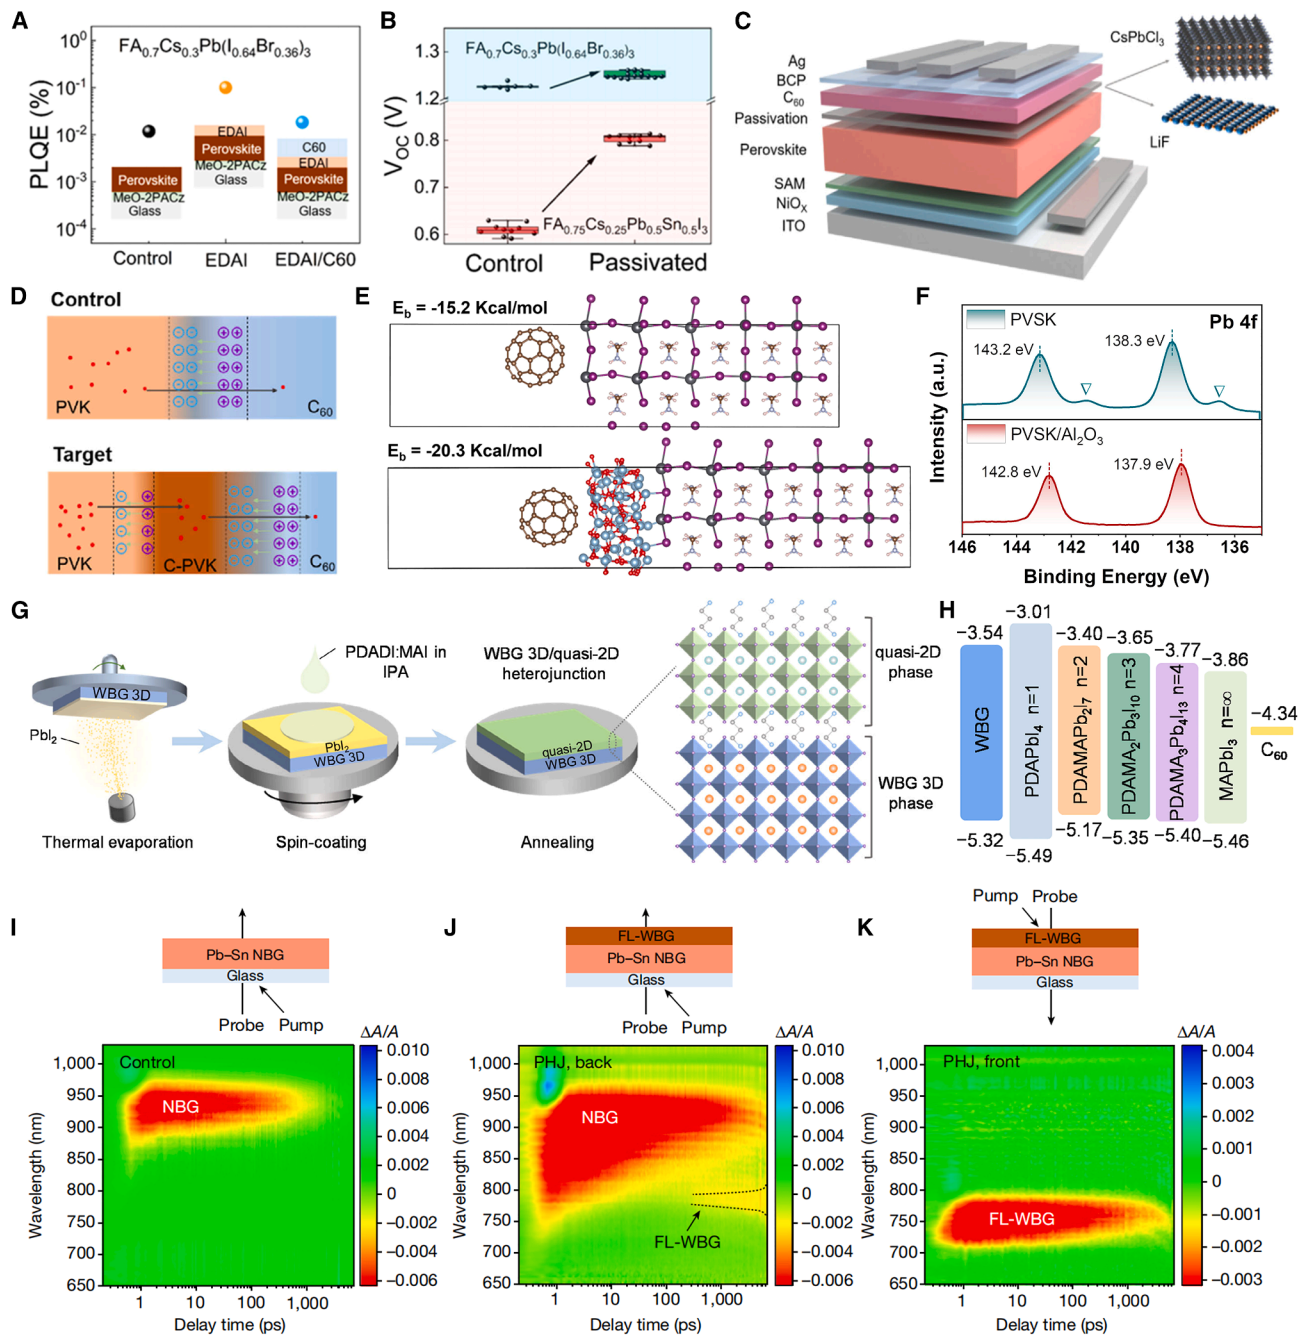 A
10⁰
10⁻¹
10⁻²
10⁻³
10⁻⁴
PLQE (%)
FA₀.₇Cs₀.₃Pb(I₀.₆₄Br₀.₃₆)₃
Perovskite
MeO-2PACz
Glass
EDAI
Perovskite
MeO-2PACz
Glass
C60
EDAI
Perovskite
MeO-2PACz
Glass
Control
EDAI
EDAI/C60
B
1.3
1.2
0.8
0.7
0.6
V_OC (V)
FA₀.₇Cs₀.₃Pb(I₀.₆₄Br₀.₃₆)₃
FA₀.₇₅Cs₀.₂₅Pb₀.₅Sn₀.₅I₃
Control
Passivated
C
Ag
BCP
C₆₀
Passivation
Perovskite
SAM
NiOₓ
ITO
CsPbCl₃
LiF
D
Control
PVK
C₆₀
Target
PVK
C-PVK
C₆₀
E
E_b = -15.2 Kcal/mol
E_b = -20.3 Kcal/mol
F
PVSK
Pb 4f
143.2 eV
138.3 eV
PVSK/Al₂O₃
142.8 eV
137.9 eV
Intensity (a.u.)
146
144
142
140
138
136
Binding Energy (eV)
G
WBG 3D
PbI₂
Thermal evaporation
PDADI:MAI in
IPA
PbI₂
WBG 3D
Spin-coating
WBG 3D/quasi-2D
heterojunction
quasi-2D
WBG 3D
Annealing
quasi-2D
phase
WBG 3D
phase
H
−3.54
−3.01
−3.40
−3.65
−3.77
−3.86
−4.34
WBG
PDAPbI₄ n=1
PDAMAPb₂I₇ n=2
PDAMA₂Pb₃I₁₀ n=3
PDAMA₃Pb₄I₁₃ n=4
MAPbI₃ n=∞
C₆₀
−5.32
−5.49
−5.17
−5.35
−5.40
−5.46
I
Pb–Sn NBG
Glass
Probe
Pump
Control
NBG
Wavelength (nm)
1,000
950
900
850
800
750
700
650
1
10
100
1,000
Delay time (ps)
ΔA/A
0.010
0.008
0.006
0.004
0.002
0
−0.002
−0.004
−0.006
J
FL-WBG
Pb–Sn NBG
Glass
Probe
Pump
PHJ, back
NBG
FL-WBG
Wavelength (nm)
1,000
950
900
850
800
750
700
650
1
10
100
1,000
Delay time (ps)
ΔA/A
0.010
0.008
0.006
0.004
0.002
0
−0.002
−0.004
−0.006
K
Pump
Probe
FL-WBG
Pb–Sn NBG
Glass
PHJ, front
FL-WBG
Wavelength (nm)
1,000
950
900
850
800
750
700
650
1
10
100
1,000
Delay time (ps)
ΔA/A
0.004
0.003
0.002
0.001
0
−0.001
−0.002
−0.003